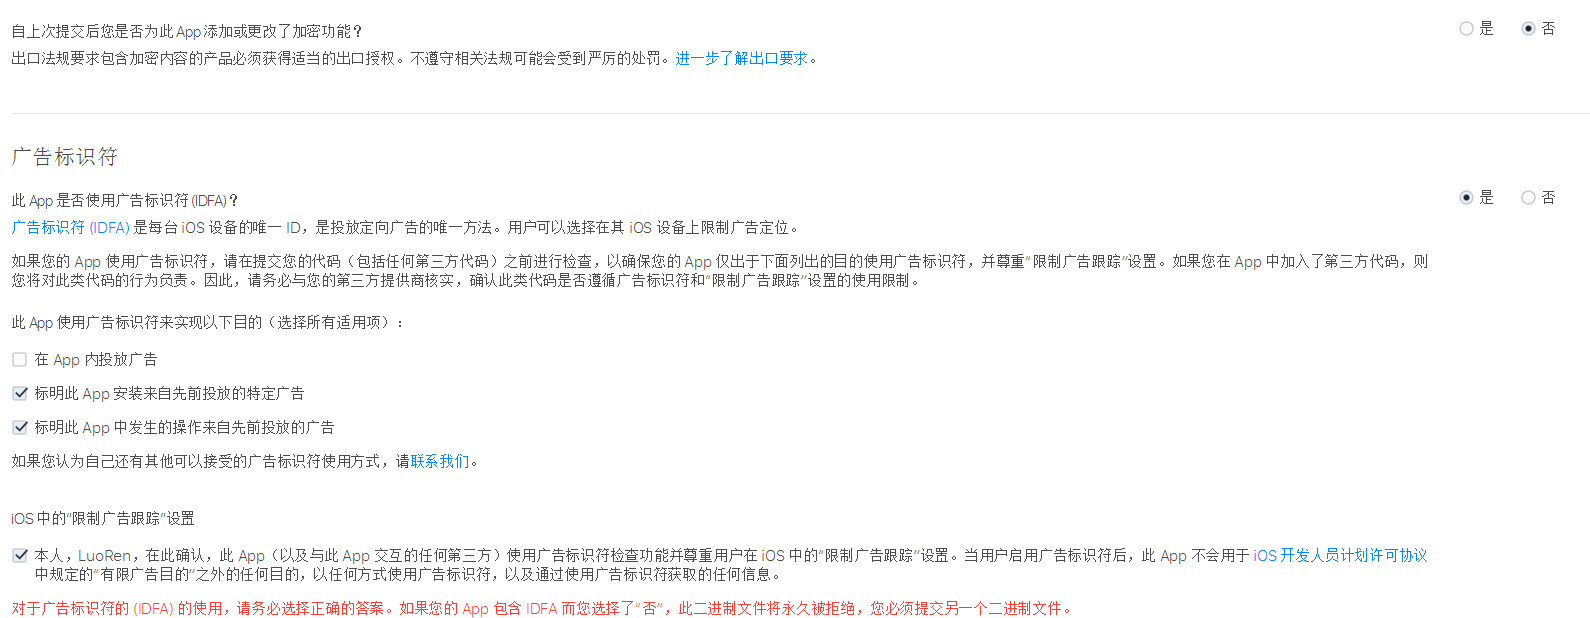 自上次提交后您是否为此 App 添加或更改了加密功能？
是
否
出口法规要求包含加密内容的产品必须获得适当的出口授权。不遵守相关法规可能会受到严厉的处罚。进一步了解出口要求。
广告标识符
此 App 是否使用广告标识符 (IDFA)？
是
否
广告标识符 (IDFA) 是每台 iOS 设备的唯一 ID，是投放定向广告的唯一方法。用户可以选择在其 iOS 设备上限制广告定位。
如果您的 App 使用广告标识符，请在提交您的代码（包括任何第三方代码）之前进行检查，以确保您的 App 仅出于下面列出的目的使用广告标识符，并尊重“限制广告跟踪”设置。如果您在 App 中加入了第三方代码，则
您将对此类代码的行为负责。因此，请务必与您的第三方提供商核实，确认此类代码是否遵循广告标识符和“限制广告跟踪”设置的使用限制。
此 App 使用广告标识符来实现以下目的（选择所有适用项）：
在 App 内投放广告
标明此 App 安装来自先前投放的特定广告
标明此 App 中发生的操作来自先前投放的广告
如果您认为自己还有其他可以接受的广告标识符使用方式，请联系我们。
iOS 中的“限制广告跟踪”设置
本人，LuoRen，在此确认，此 App（以及与此 App 交互的任何第三方）使用广告标识符检查功能并尊重用户在 iOS 中的“限制广告跟踪”设置。当用户启用广告标识符后，此 App 不会用于 iOS 开发人员计划许可协议
中规定的“有限广告目的”之外的任何目的，以任何方式使用广告标识符，以及通过使用广告标识符获取的任何信息。
对于广告标识符的 (IDFA) 的使用，请务必选择正确的答案。如果您的 App 包含 IDFA 而您选择了“否”，此二进制文件将永久被拒绝，您必须提交另一个二进制文件。